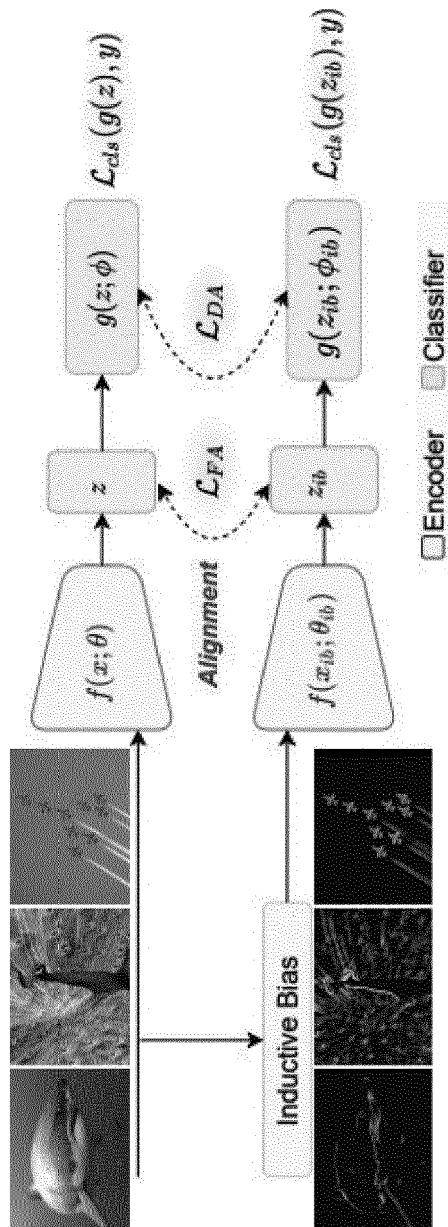 f(x; θ)
z
g(z; ϕ)
𝓛_cls(g(z), y)
Alignment
𝓛_FA
𝓛_DA
Inductive Bias
f(x_ib; θ_ib)
z_ib
g(z_ib; ϕ_ib)
𝓛_cls(g(z_ib), y)
Encoder
Classifier